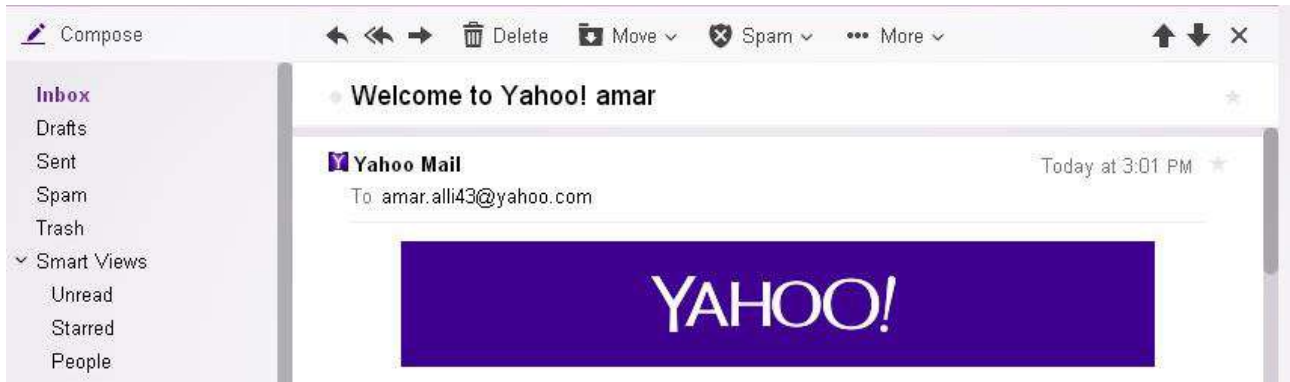 Compose
Delete Move Spam ••• More
Inbox
Drafts
Sent
Spam
Trash
Smart Views
Unread
Starred
People
Welcome to Yahoo! amar
Yahoo Mail Today at 3:01 PM
To amar.alli43@yahoo.com
YAHOO!